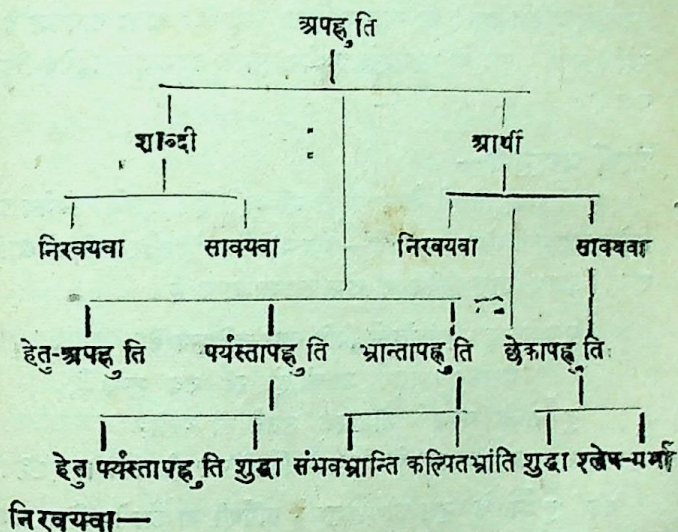 अपह्नुति
शाब्दी आर्थी
निरवयवा सावयवा निरवयवा सावयवा
हेतु-अपह्नुति पर्यस्तापह्नुति भ्रान्तापह्नुति छेकापह्नुति
हेतु पर्यस्तापह्नुति शुद्धा संभवभ्रान्ति कल्पितभ्रांति शुद्धा श्लेष-गर्भा
निरवयवा—